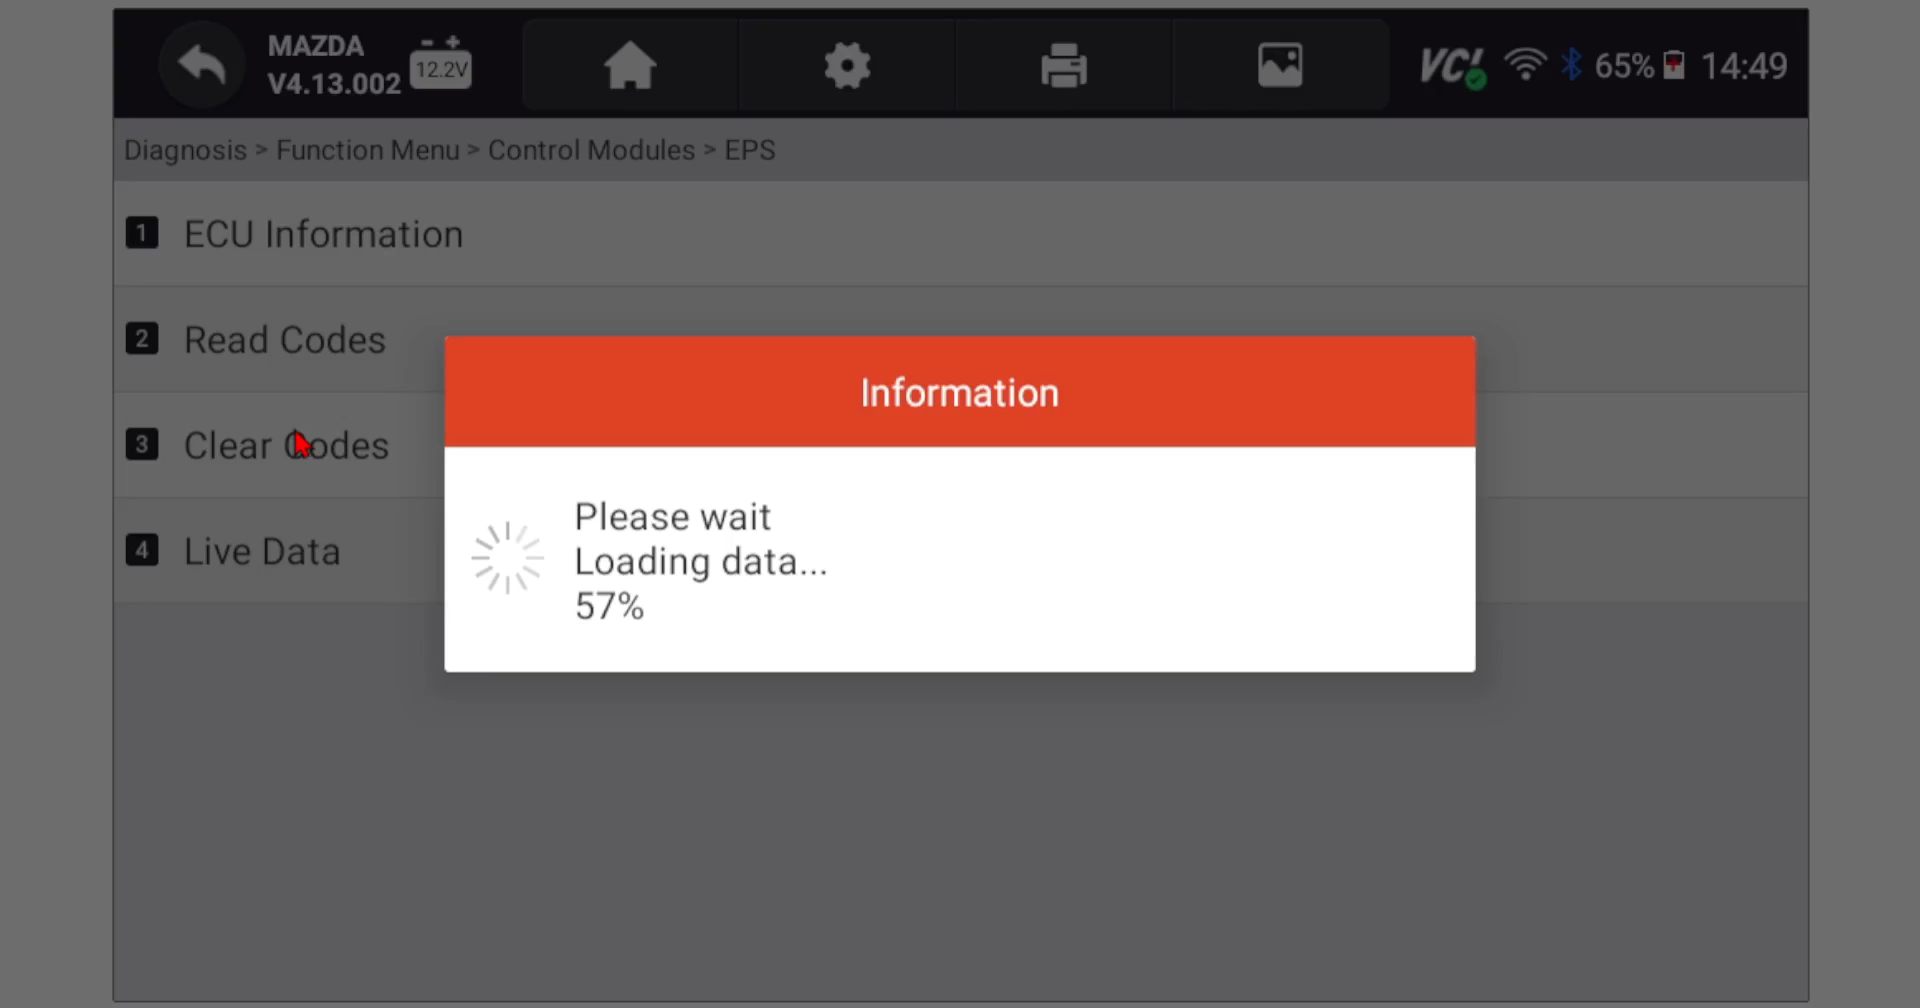 MAZDA
V4.13.002
12.2V
VCI
65%
14:49
Diagnosis > Function Menu > Control Modules > EPS
1 ECU Information
2 Read Codes
3 Clear Codes
4 Live Data
Information
Please wait
Loading data...
57%